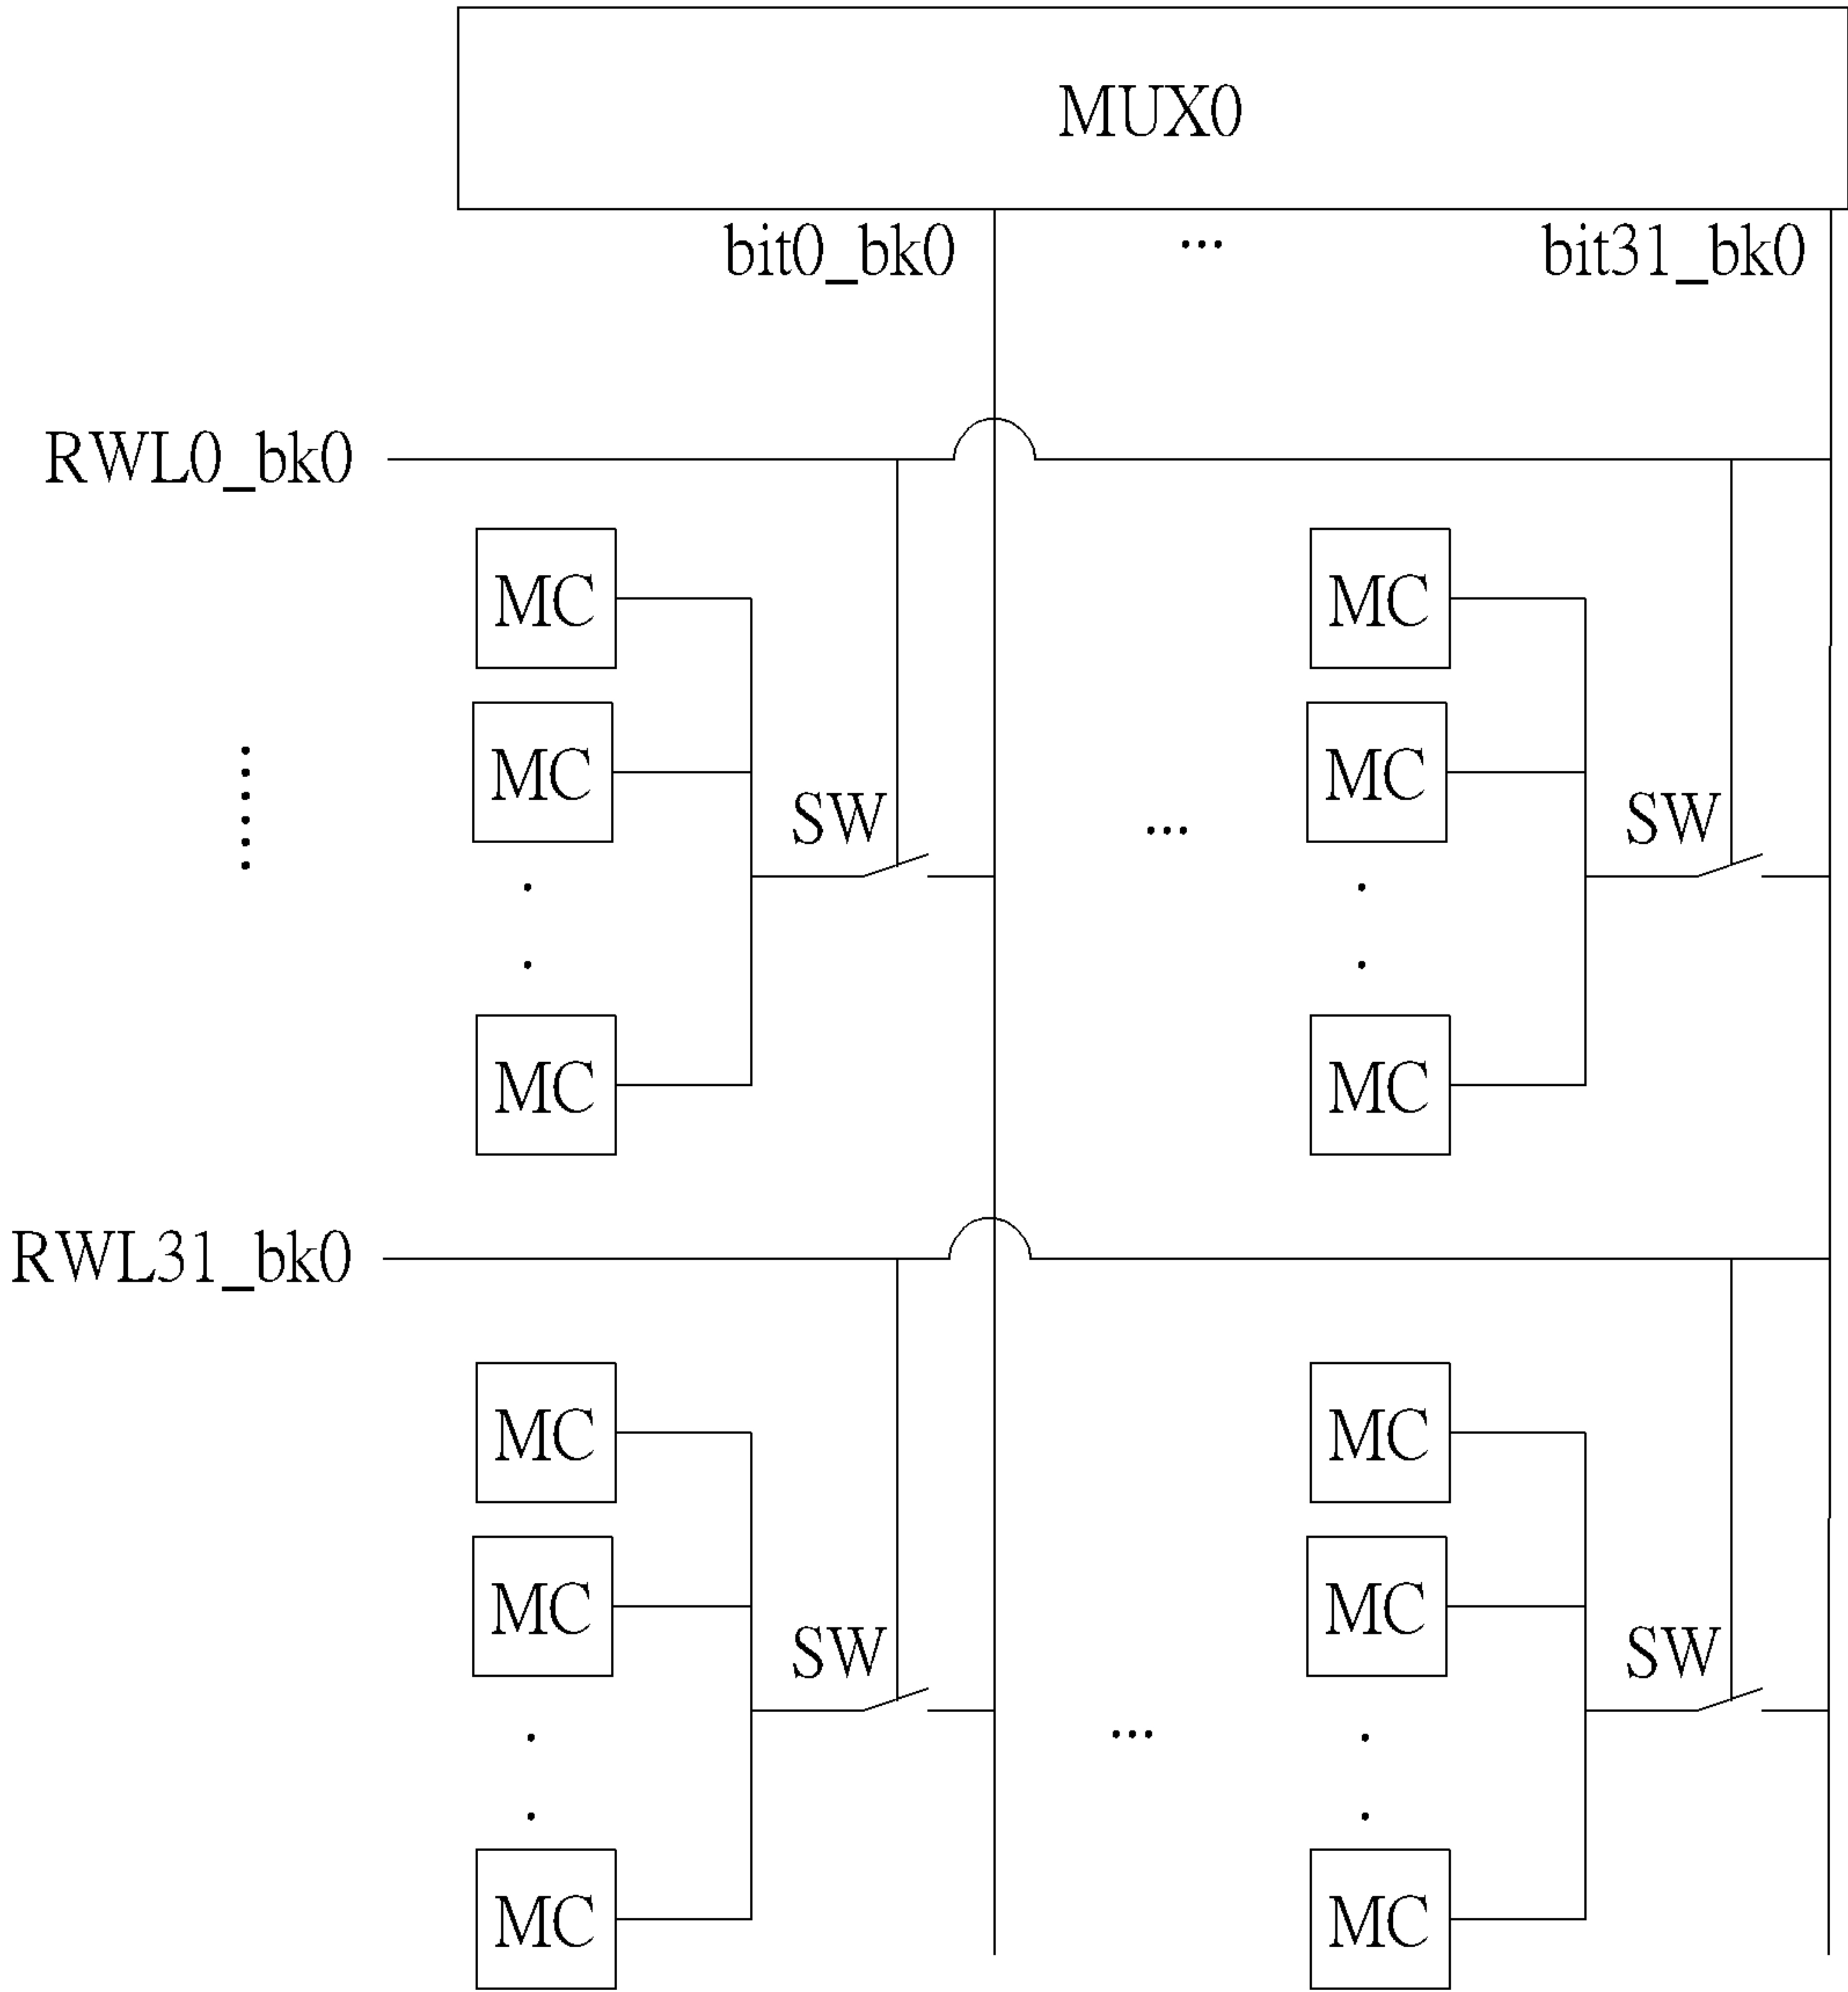 MUX0
bit0_bk0 ... bit31_bk0
RWL0_bk0
MC MC
MC MC
SW ... SW
MC MC
RWL31_bk0
MC MC
MC MC
SW SW
...
MC MC